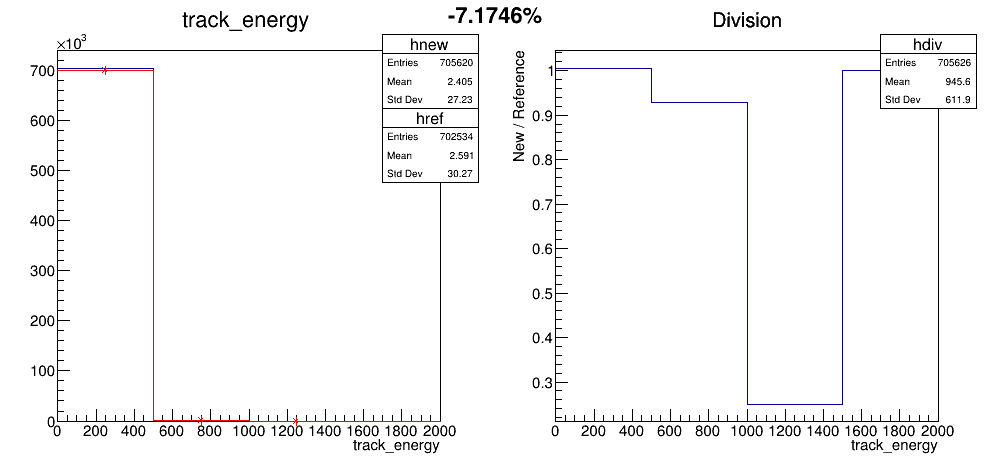 -7.1746%
track_energy
×10³
hnew
Entries 705620
Mean 2.405
Std Dev 27.23
href
Entries 702534
Mean 2.591
Std Dev 30.27
700
600
500
400
300
200
100
0
0 200 400 600 800 1000 1200 1400 1600 1800 2000
track_energy
Division
hdiv
Entries 705626
Mean 945.6
Std Dev 611.9
New / Reference
1
0.9
0.8
0.7
0.6
0.5
0.4
0.3
0 200 400 600 800 1000 1200 1400 1600 1800 2000
track_energy